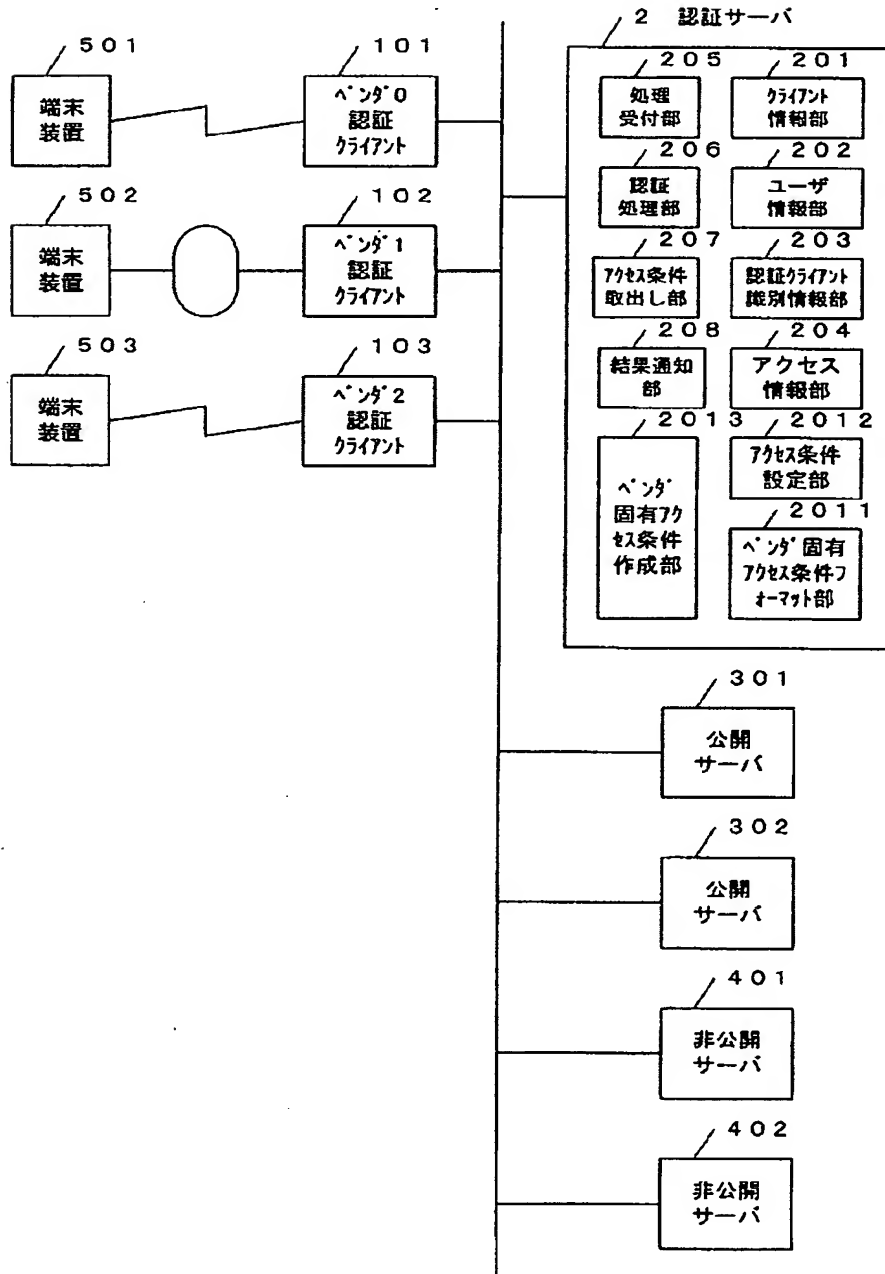 501
端末
装置
101
ベンダ0
認証
クライアント
502
端末
装置
102
ベンダ1
認証
クライアント
503
端末
装置
103
ベンダ2
認証
クライアント
2 認証サーバ
205
処理
受付部
201
クライアント
情報部
206
認証
処理部
202
ユーザ
情報部
207
アクセス条件
取出し部
203
認証クライアント
識別情報部
208
結果通知
部
204
アクセス
情報部
2013
ベンダ
固有アク
セス条件
作成部
2012
アクセス条件
設定部
2011
ベンダ固有
アクセス条件フ
ォーマット部
301
公開
サーバ
302
公開
サーバ
401
非公開
サーバ
402
非公開
サーバ